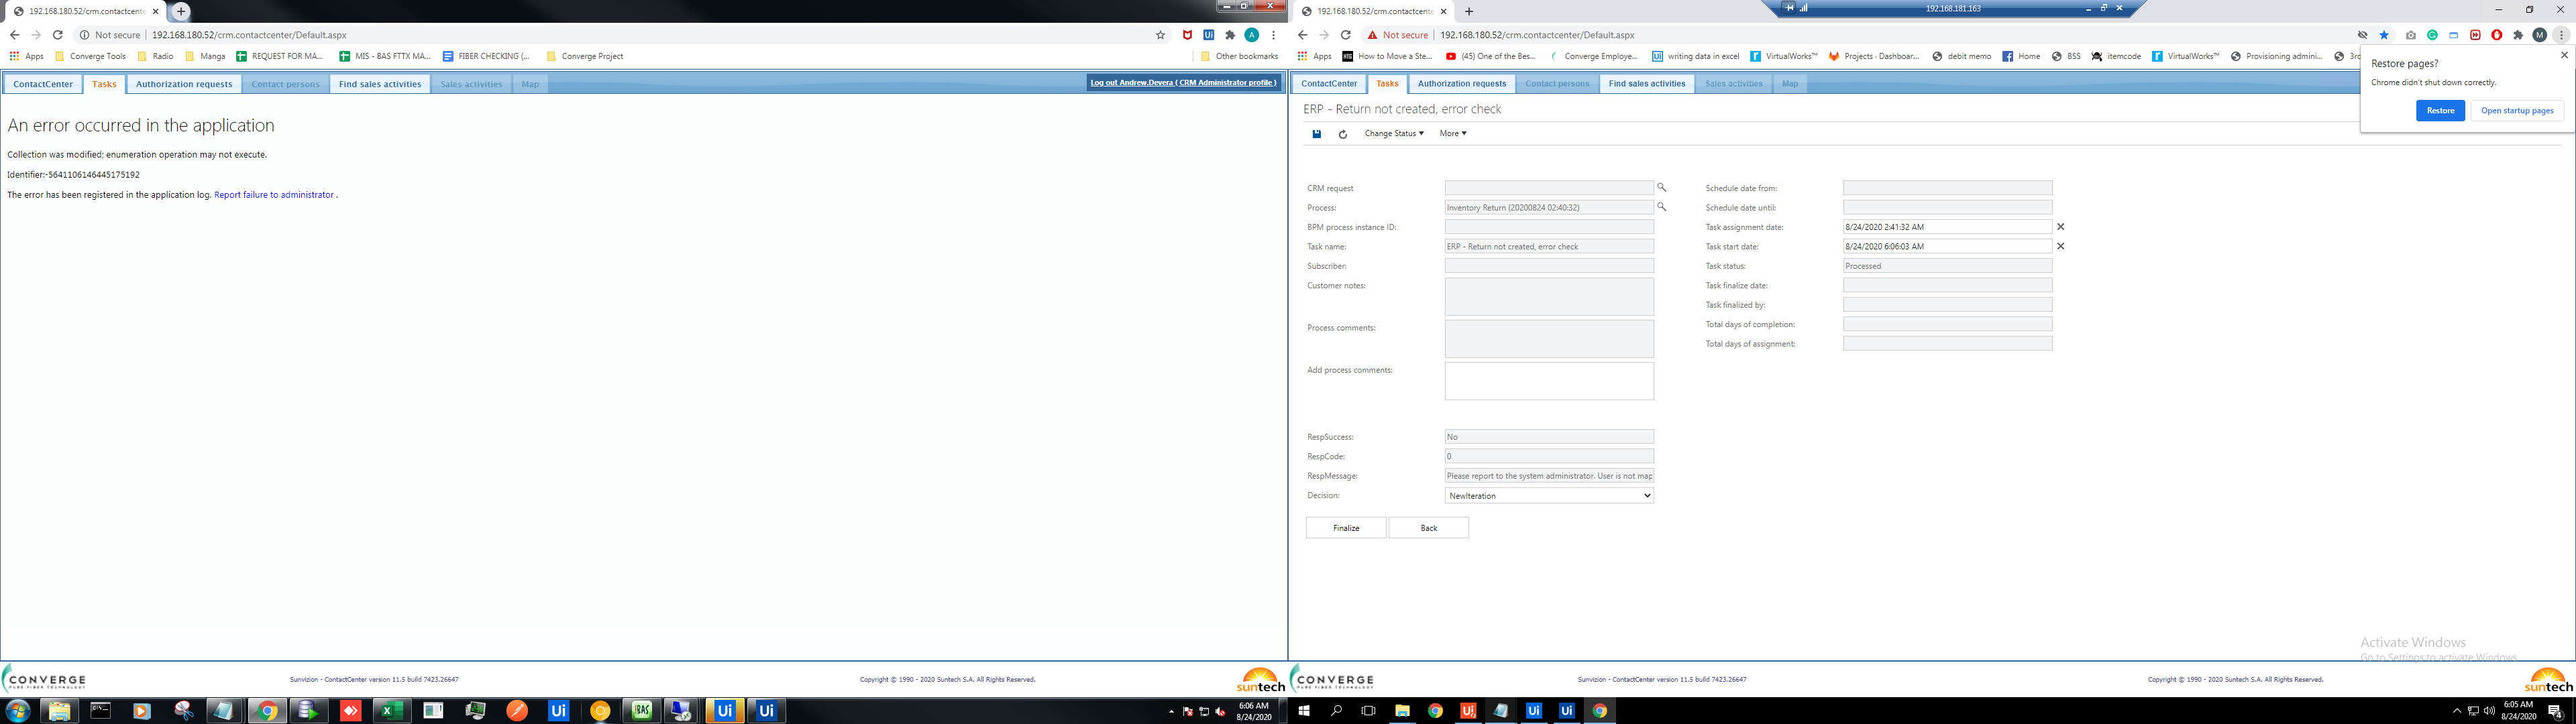 192.168.180.52/crm.contactcente
Not secure | 192.168.180.52/crm.contactcenter/Default.aspx
Apps Converge Tools Radio Manga REQUEST FOR MA... MIS - BAS FTTX MA... FIBER CHECKING (... Converge Project Other bookmarks
ContactCenter Tasks Authorization requests Contact persons Find sales activities Sales activities Map Log out Andrew.Devera ( CRM Administrator profile )
An error occurred in the application
Collection was modified; enumeration operation may not execute.
Identifier:-5641106146445175192
The error has been registered in the application log. Report failure to administrator .
CONVERGE
PURE FIBER TECHNOLOGY
Sunvizion - ContactCenter version 11.5 build 7423.26647
Copyright © 1990 - 2020 Suntech S.A. All Rights Reserved.
suntech
6:06 AM
8/24/2020
192.168.180.52/crm.contactcente
192.168.181.163
Not secure | 192.168.180.52/crm.contactcenter/Default.aspx
Apps How to Move a Ste... (45) One of the Bes... Converge Employe... writing data in excel VirtualWorks™ Projects - Dashboar... debit memo Home BSS itemcode VirtualWorks™ Provisioning admini... 3rd
Restore pages?
Chrome didn't shut down correctly.
Restore Open startup pages
ContactCenter Tasks Authorization requests Contact persons Find sales activities Sales activities Map
ERP - Return not created, error check
Change Status More
CRM request
Process: Inventory Return (20200824 02:40:32)
BPM process instance ID:
Task name: ERP - Return not created, error check
Subscriber:
Customer notes:
Process comments:
Add process comments:
RespSuccess: No
RespCode: 0
RespMessage: Please report to the system administrator. User is not map
Decision: NewIteration
Finalize Back
Schedule date from:
Schedule date until:
Task assignment date: 8/24/2020 2:41:32 AM
Task start date: 8/24/2020 6:06:03 AM
Task status: Processed
Task finalize date:
Task finalized by:
Total days of completion:
Total days of assignment:
Activate Windows
Go to Settings to activate Windows.
CONVERGE
PURE FIBER TECHNOLOGY
Sunvizion - ContactCenter version 11.5 build 7423.26647
Copyright © 1990 - 2020 Suntech S.A. All Rights Reserved.
suntech
6:05 AM
8/24/2020